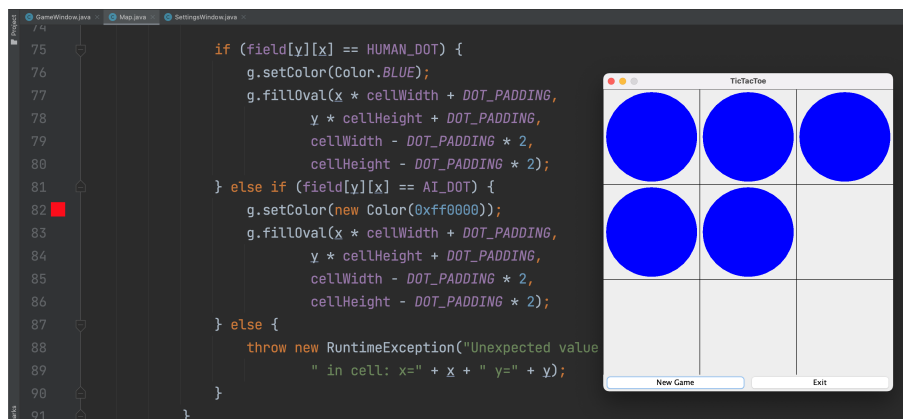 Project
GameWindow.java
Map.java
SettingsWindow.java
74
75 if (field[y][x] == HUMAN_DOT) {
76 g.setColor(Color.BLUE);
77 g.fillOval(x * cellWidth + DOT_PADDING,
78 y * cellHeight + DOT_PADDING,
79 cellWidth - DOT_PADDING * 2,
80 cellHeight - DOT_PADDING * 2);
81 } else if (field[y][x] == AI_DOT) {
82 g.setColor(new Color(0xff0000));
83 g.fillOval(x * cellWidth + DOT_PADDING,
84 y * cellHeight + DOT_PADDING,
85 cellWidth - DOT_PADDING * 2,
86 cellHeight - DOT_PADDING * 2);
87 } else {
88 throw new RuntimeException("Unexpected value
89 " in cell: x=" + x + " y=" + y);
90 }
91 }
TicTacToe
New Game
Exit